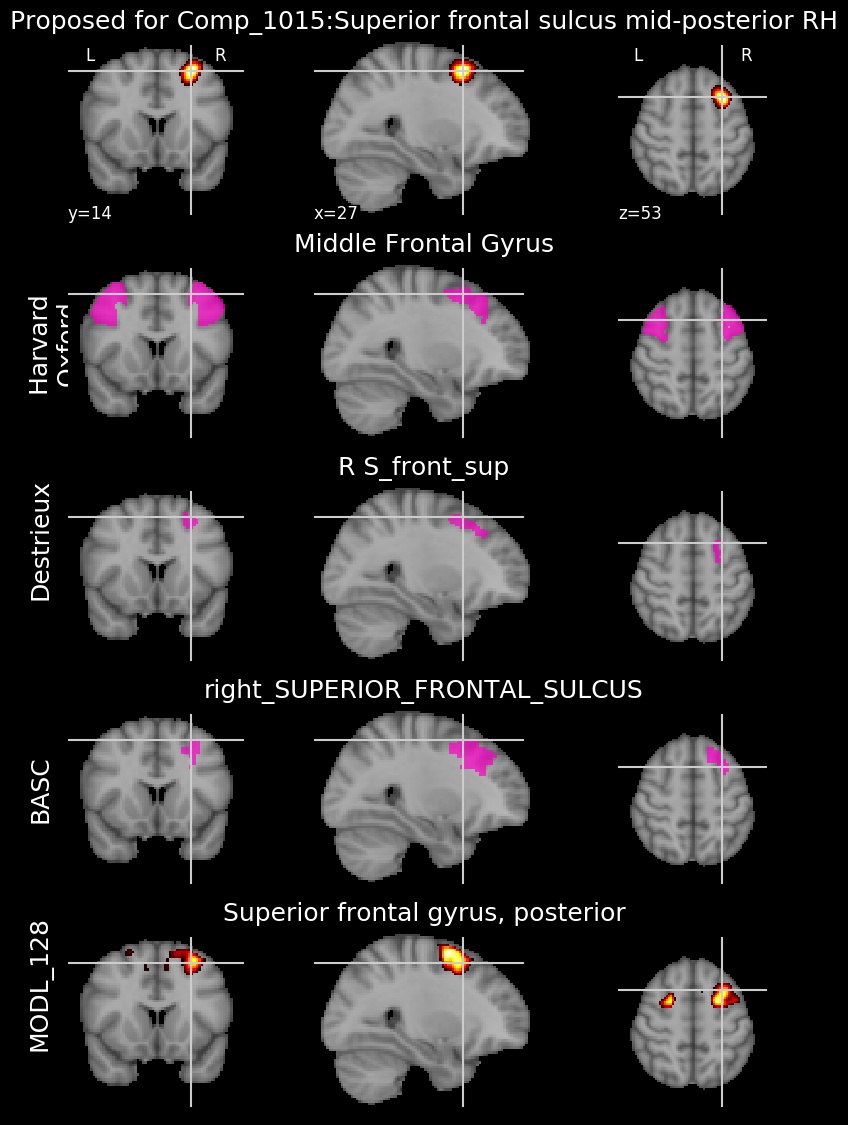 Proposed for Comp_1015:Superior frontal sulcus mid-posterior RH
L R L R
y=14 x=27 z=53
Middle Frontal Gyrus
Harvard
Oxford
R S_front_sup
Destrieux
right_SUPERIOR_FRONTAL_SULCUS
BASC
Superior frontal gyrus, posterior
MODL_128